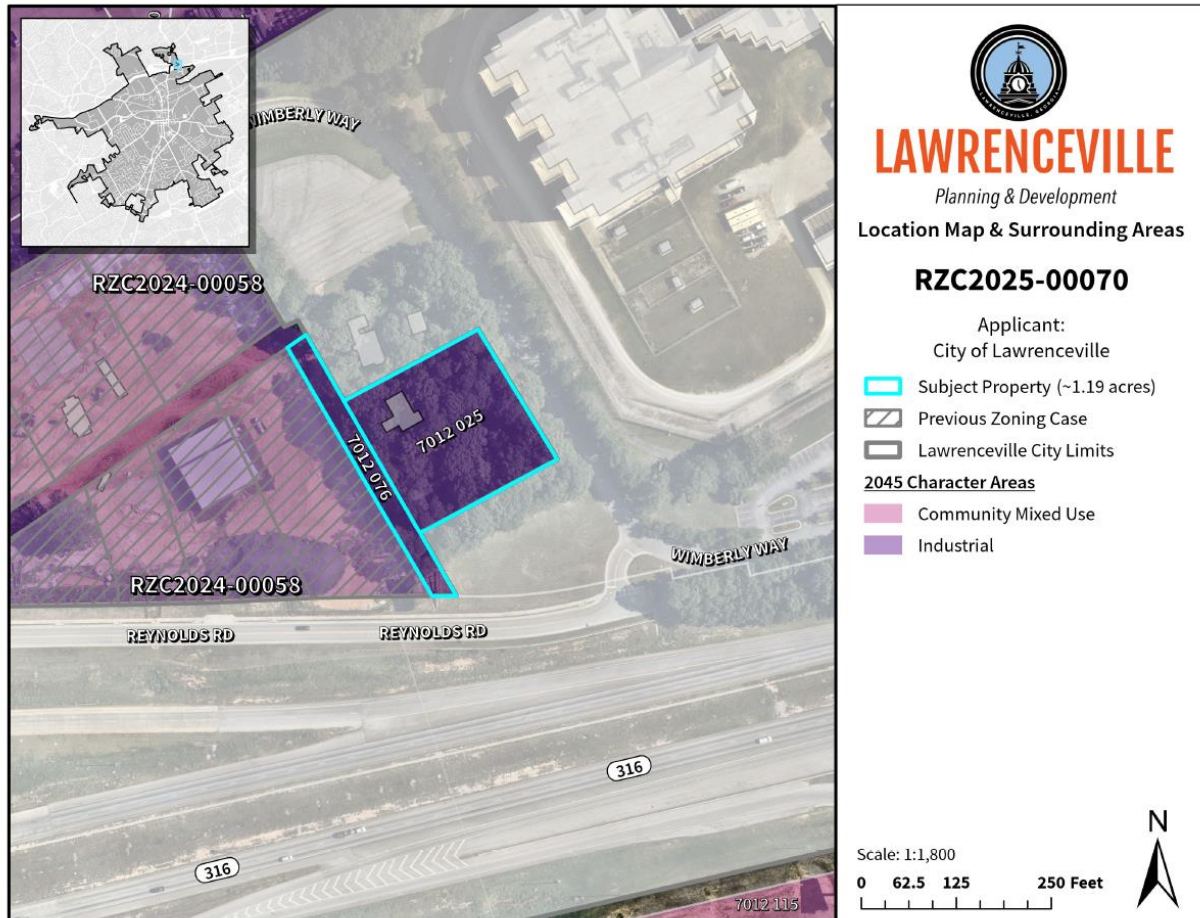 WIMBERLY WAY
RZC2024-00058
7012 025
7012 076
WIMBERLY WAY
RZC2024-00058
REYNOLDS RD
REYNOLDS RD
316
316
7012 115
LAWRENCEVILLE, GEORGIA
LAWRENCEVILLE
Planning & Development
Location Map & Surrounding Areas
RZC2025-00070
Applicant:
City of Lawrenceville
Subject Property (~1.19 acres)
Previous Zoning Case
Lawrenceville City Limits
2045 Character Areas
Community Mixed Use
Industrial
N
Scale: 1:1,800
0 62.5 125 250 Feet